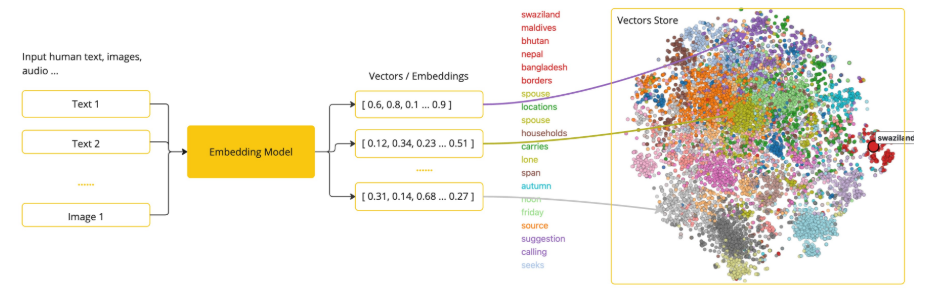 Input human text, images,
audio ...
Text 1
Text 2
......
Image 1
Embedding Model
Vectors / Embeddings
[ 0.6, 0.8, 0.1 ... 0.9 ]
[ 0.12, 0.34, 0.23 ... 0.51 ]
......
[ 0.31, 0.14, 0.68 ... 0.27 ]
swaziland
maldives
bhutan
nepal
bangladesh
borders
spouse
locations
spouse
households
carries
lone
span
autumn
noon
friday
source
suggestion
calling
seeks
Vectors Store
swaziland